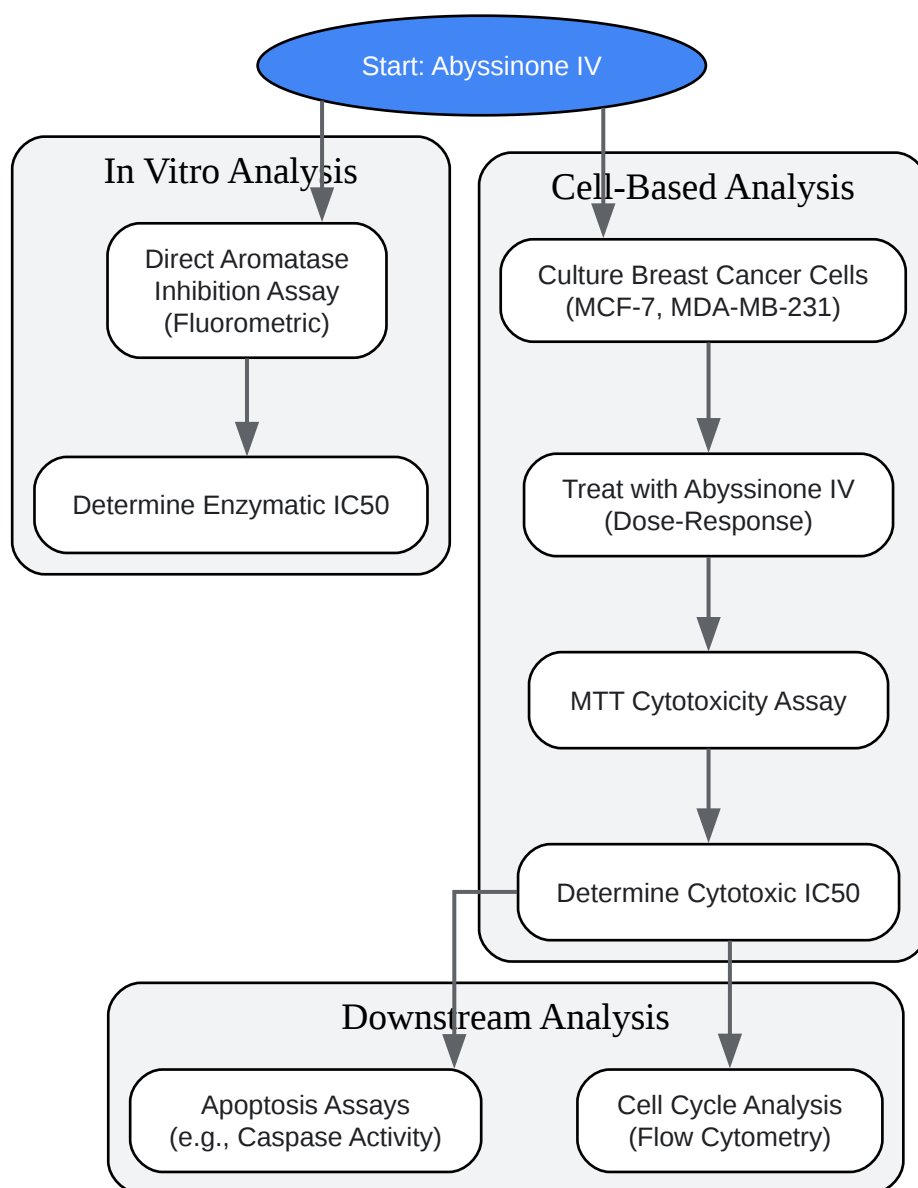 Start: Abyssinone IV
In Vitro Analysis
Direct Aromatase
Inhibition Assay
(Fluorometric)
Determine Enzymatic IC50
Cell-Based Analysis
Culture Breast Cancer Cells
(MCF-7, MDA-MB-231)
Treat with Abyssinone IV
(Dose-Response)
MTT Cytotoxicity Assay
Determine Cytotoxic IC50
Downstream Analysis
Apoptosis Assays
(e.g., Caspase Activity)
Cell Cycle Analysis
(Flow Cytometry)